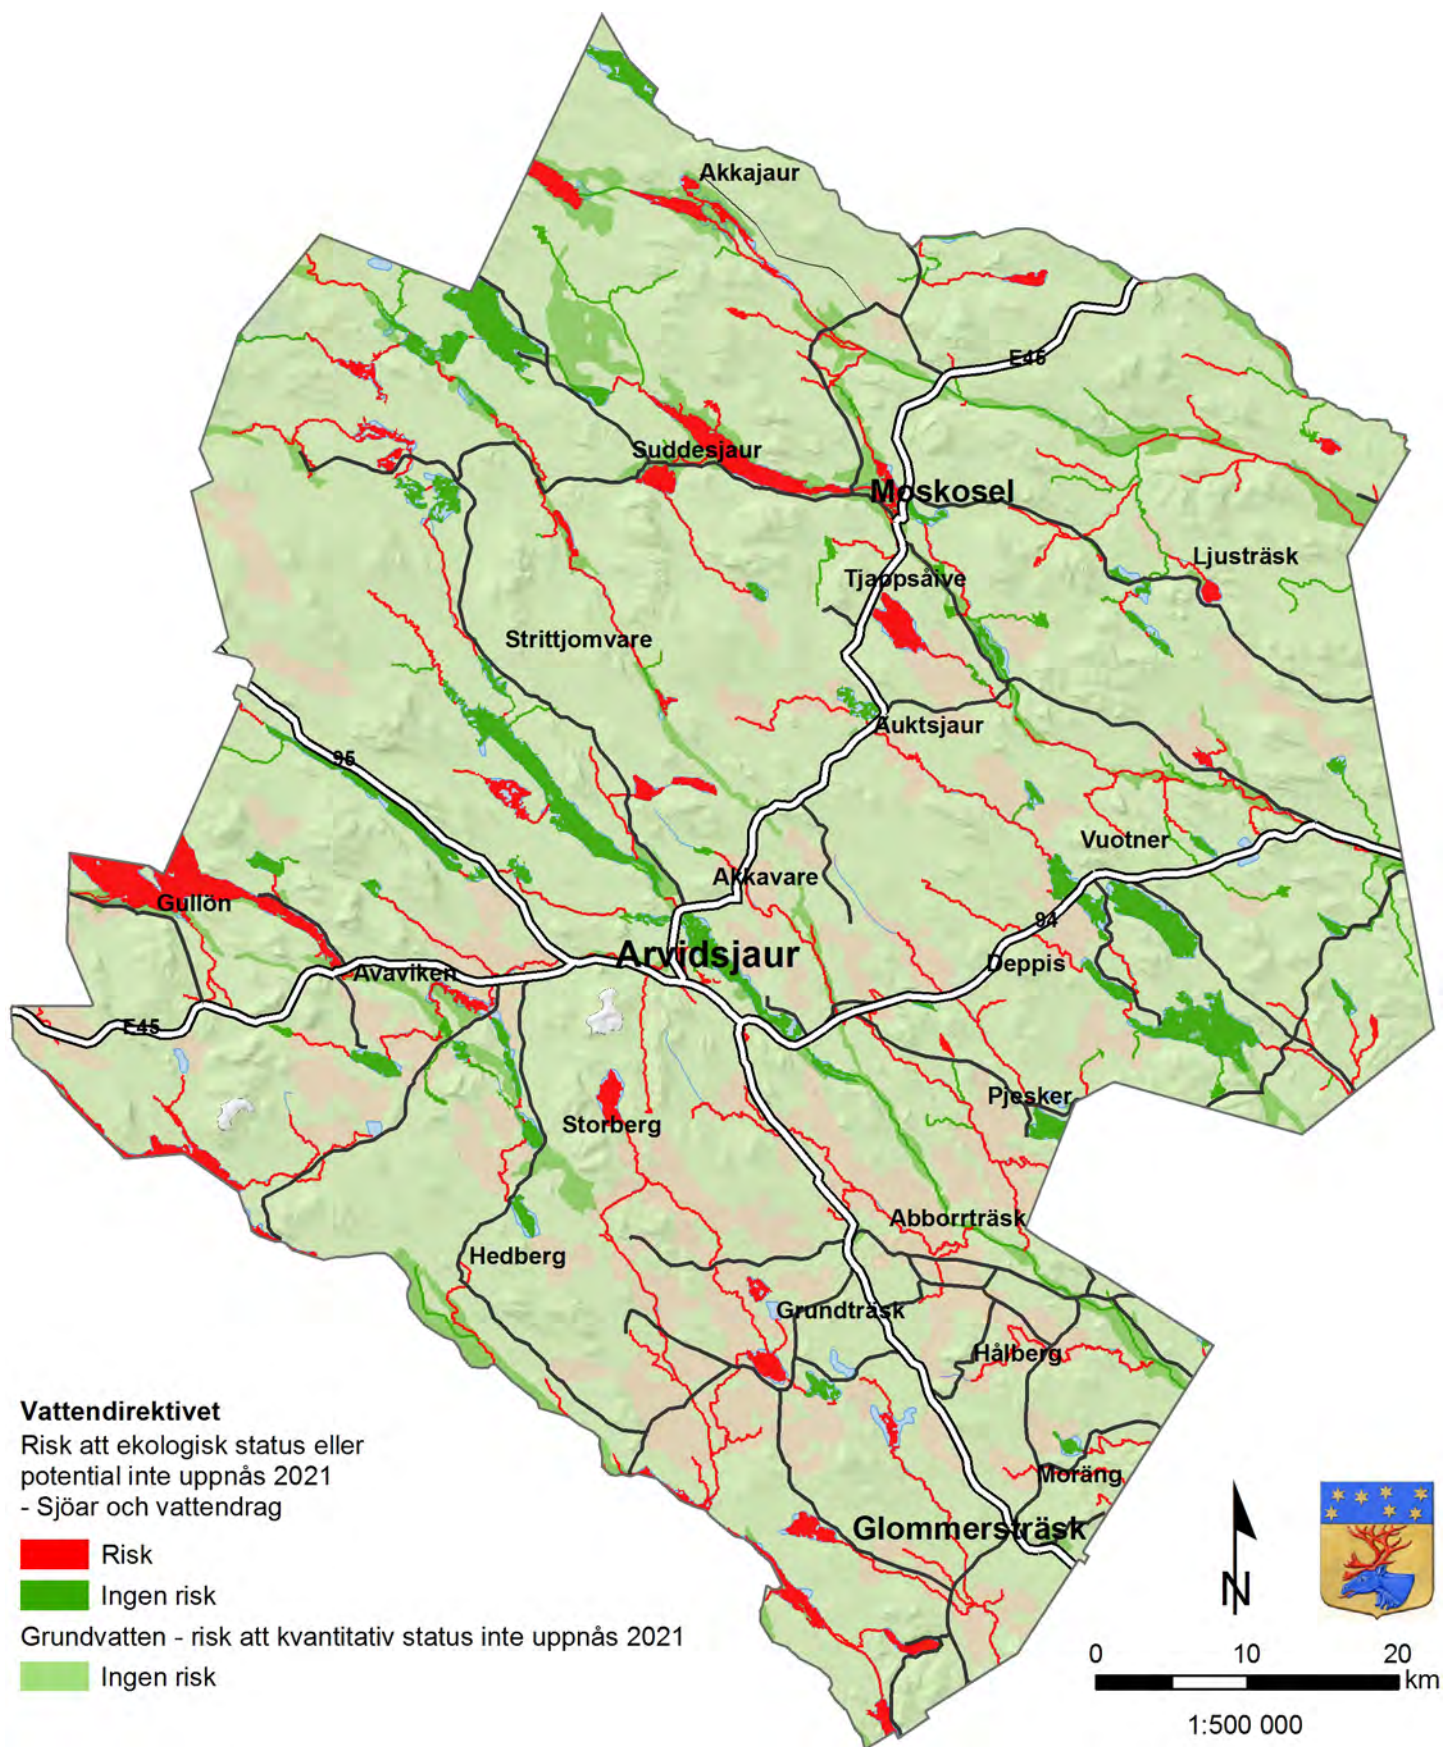 Akkajaur
E45
Suddesjaur
Moskosel
Ljusträsk
Tjappsåive
Strittjomvare
Auktsjaur
95
Vuotner
Akkavare
Gullön
94
Arvidsjaur
Deppis
Avaviken
E45
Pjesker
Storberg
Abborrträsk
Hedberg
Grundträsk
Hålberg
Moräng
Glommersträsk
Vattendirektivet
Risk att ekologisk status eller
potential inte uppnås 2021
- Sjöar och vattendrag
Risk
Ingen risk
Grundvatten - risk att kvantitativ status inte uppnås 2021
Ingen risk
N
0 10 20
km
1:500 000